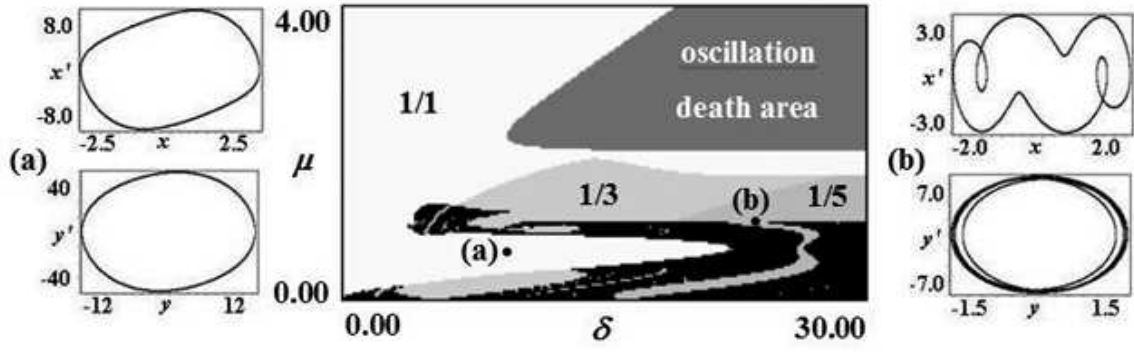 8.0
x'
-8.0
-2.5
x
2.5
(a)
40
y'
-40
-12
y
12
4.00
μ
0.00
0.00
δ
30.00
1/1
oscillation
death area
1/3
(b)
1/5
(a)
3.0
x'
-3.0
-2.0
x
2.0
(b)
7.0
y'
-7.0
-1.5
y
1.5